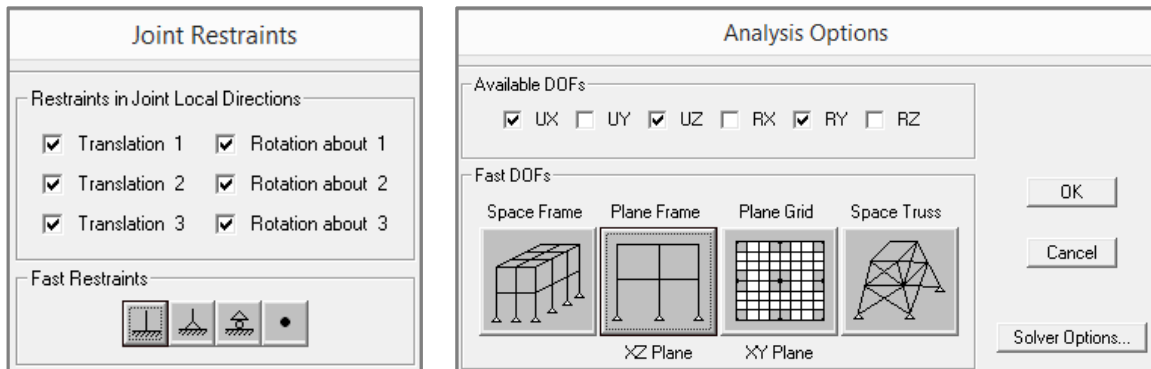 Joint Restraints
Restraints in Joint Local Directions
Translation 1 Rotation about 1
Translation 2 Rotation about 2
Translation 3 Rotation about 3
Fast Restraints
Analysis Options
Available DOFs
UX UY UZ RX RY RZ
Fast DOFs
Space Frame Plane Frame Plane Grid Space Truss
XZ Plane XY Plane
OK
Cancel
Solver Options...